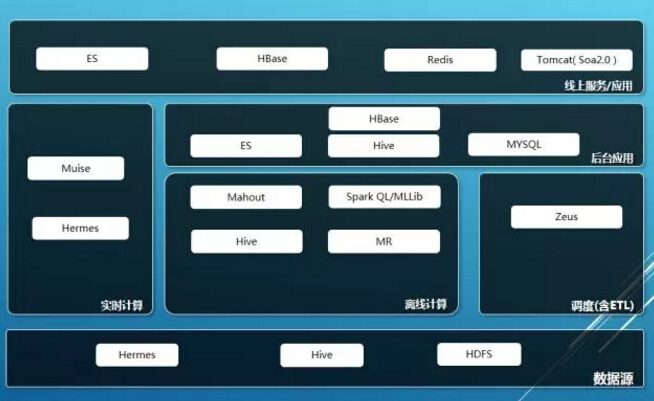 ES
HBase
Redis
Tomcat( Soa2.0 )
线上服务/应用
Muise
Hermes
实时计算
HBase
ES
Hive
MYSQL
后台应用
Mahout
Spark QL/MLLib
Hive
MR
离线计算
Zeus
调度(含ETL)
Hermes
Hive
HDFS
数据源